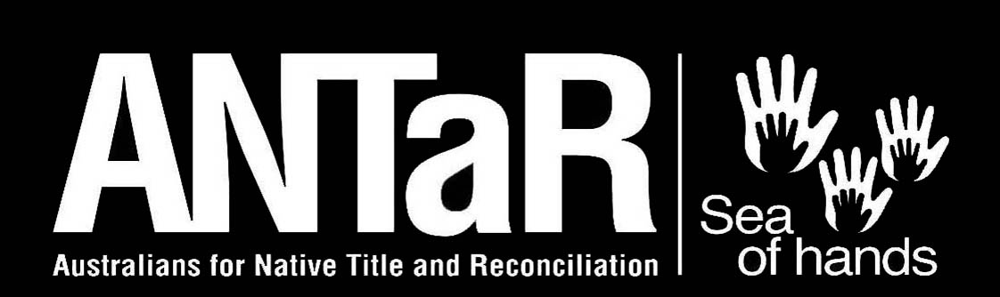 ANTaR
Australians for Native Title and Reconciliation
Sea
of hands